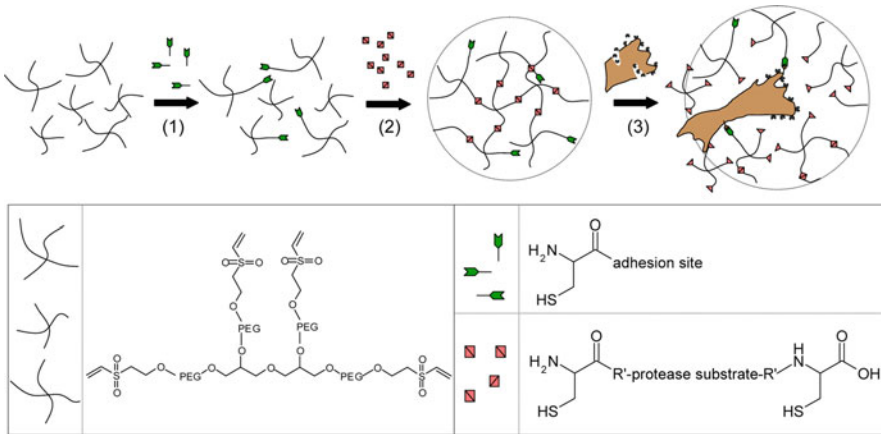 (1)
(2)
(3)
O=S=O
O=S=O
O
O
PEG
PEG
O
O
O
S
O
O
PEG
O
O
O
PEG
O
S
O
O
H₂N
O
adhesion site
HS
H₂N
O
R'-protease substrate-R'
H
N
O
OH
HS
HS